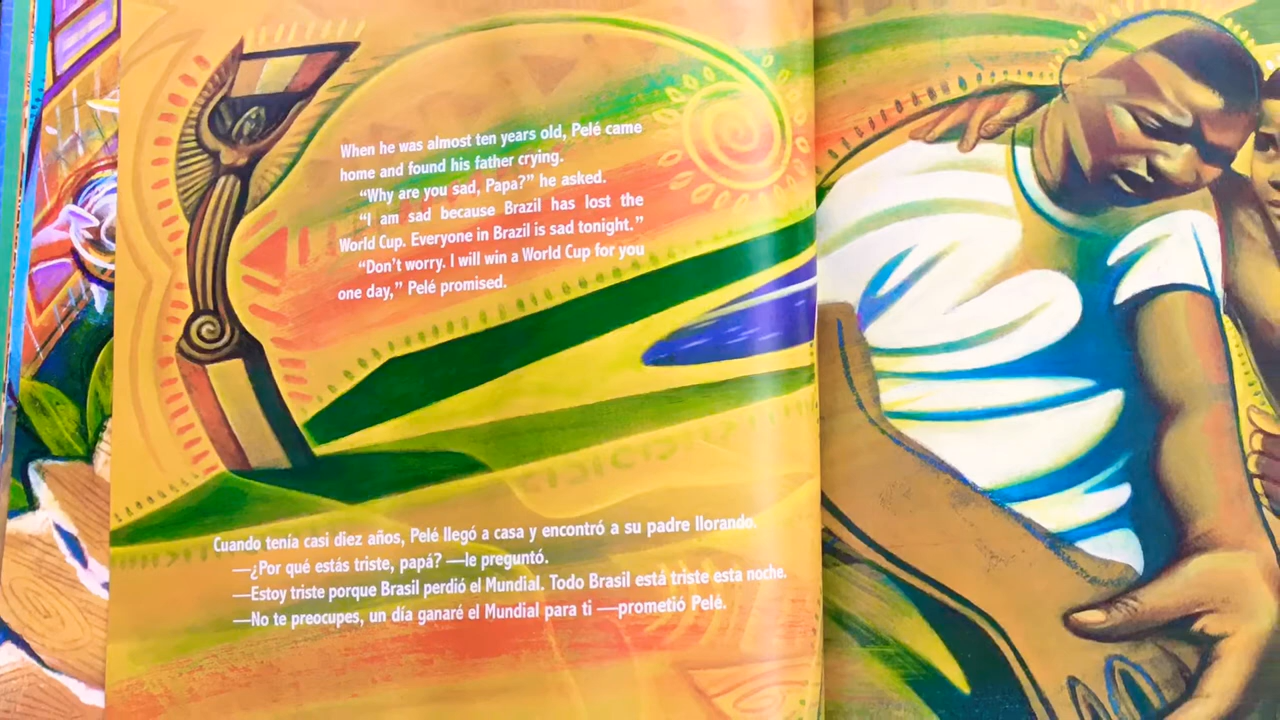 When he was almost ten years old, Pelé came
home and found his father crying.
“Why are you sad, Papa?” he asked.
“I am sad because Brazil has lost the
World Cup. Everyone in Brazil is sad tonight.”
“Don’t worry. I will win a World Cup for you
one day,” Pelé promised.
Cuando tenía casi diez años, Pelé llegó a casa y encontró a su padre llorando.
—¿Por qué estás triste, papá? —le preguntó.
—Estoy triste porque Brasil perdió el Mundial. Todo Brasil está triste esta noche.
—No te preocupes, un día ganaré el Mundial para ti —prometió Pelé.